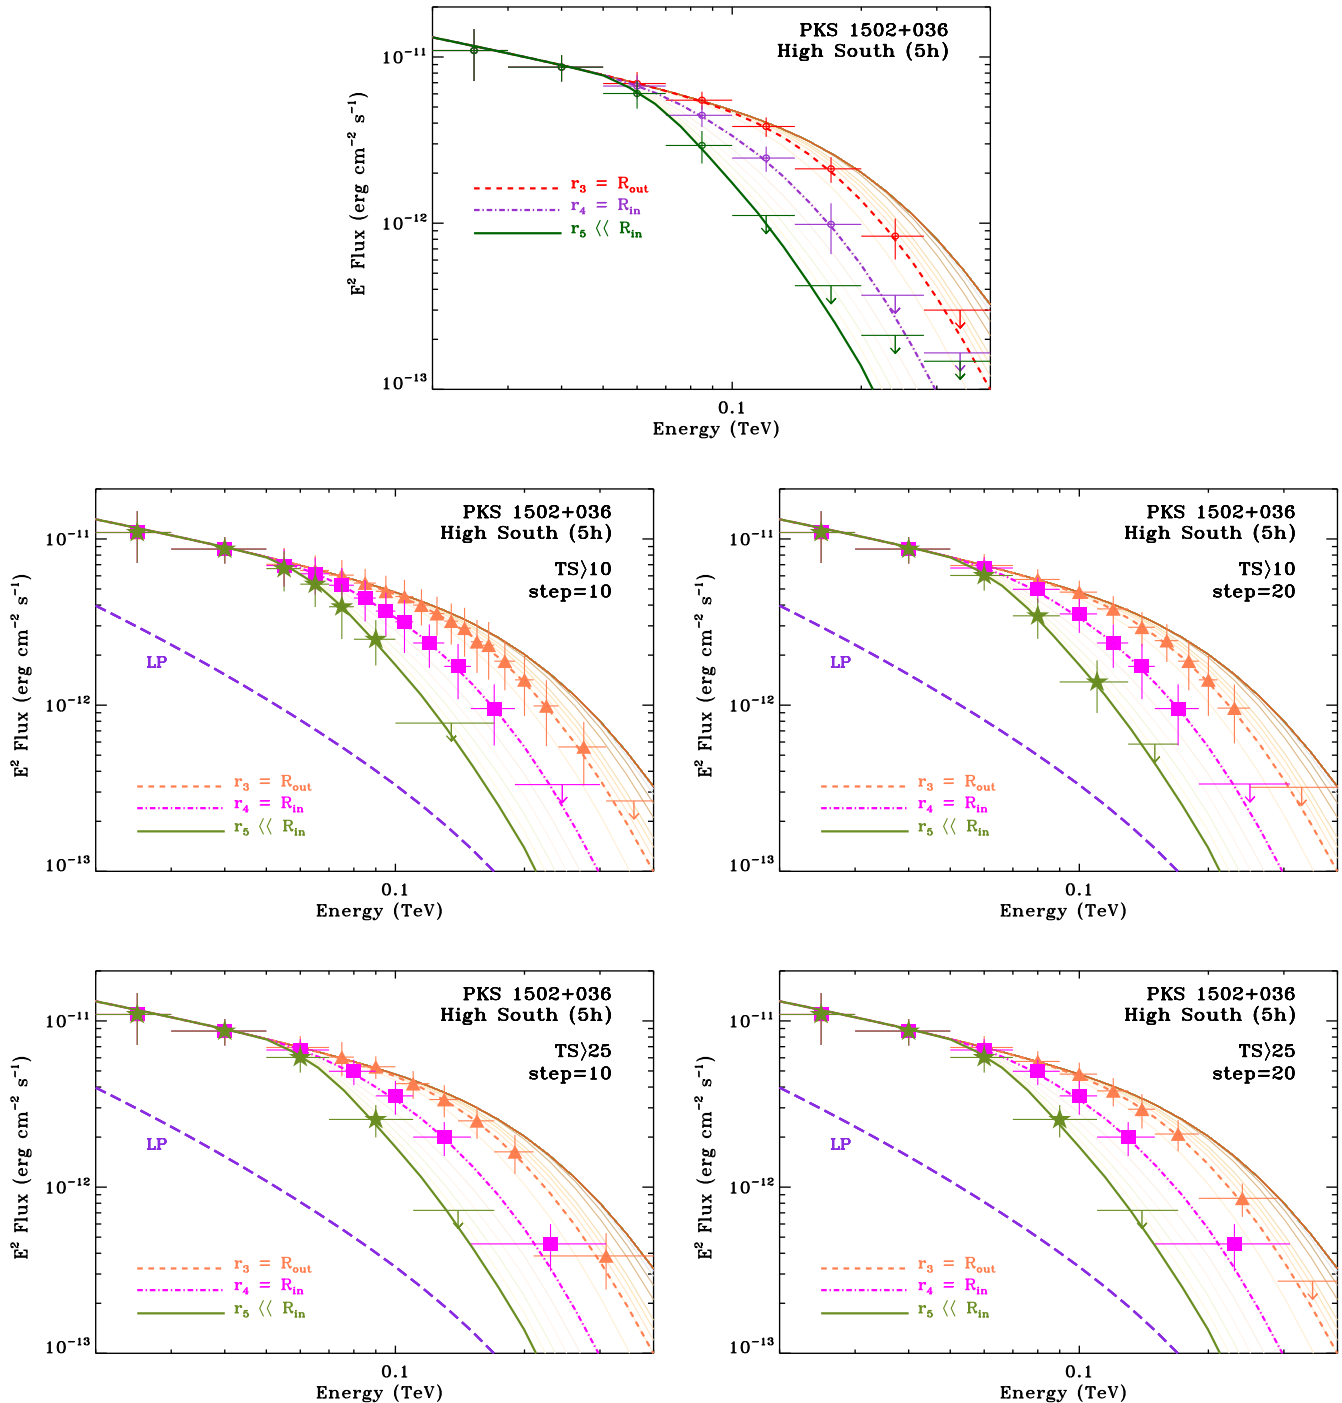 PKS 1502+036
High South (5h)
10⁻¹¹
10⁻¹²
10⁻¹³
E² Flux (erg cm⁻² s⁻¹)
r₃ = R_out
r₄ = R_in
r₅ ⟨⟨ R_in
0.1
Energy (TeV)
PKS 1502+036
High South (5h)
TS⟩10
step=10
10⁻¹¹
10⁻¹²
10⁻¹³
E² Flux (erg cm⁻² s⁻¹)
LP
r₃ = R_out
r₄ = R_in
r₅ ⟨⟨ R_in
0.1
Energy (TeV)
PKS 1502+036
High South (5h)
TS⟩10
step=20
10⁻¹¹
10⁻¹²
10⁻¹³
E² Flux (erg cm⁻² s⁻¹)
LP
r₃ = R_out
r₄ = R_in
r₅ ⟨⟨ R_in
0.1
Energy (TeV)
PKS 1502+036
High South (5h)
TS⟩25
step=10
10⁻¹¹
10⁻¹²
10⁻¹³
E² Flux (erg cm⁻² s⁻¹)
LP
r₃ = R_out
r₄ = R_in
r₅ ⟨⟨ R_in
0.1
Energy (TeV)
PKS 1502+036
High South (5h)
TS⟩25
step=20
10⁻¹¹
10⁻¹²
10⁻¹³
E² Flux (erg cm⁻² s⁻¹)
LP
r₃ = R_out
r₄ = R_in
r₅ ⟨⟨ R_in
0.1
Energy (TeV)